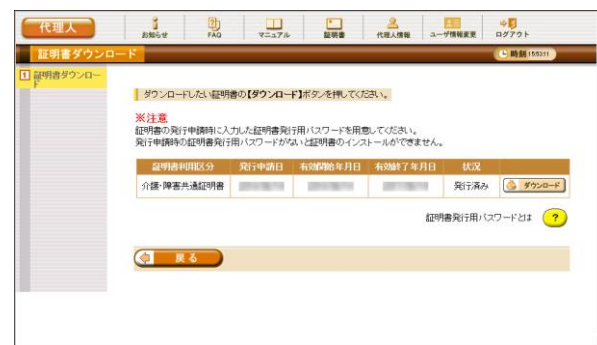 代理人
お知らせ
FAQ
マニュアル
証明書
代理人情報
ユーザ情報変更
ログアウト
証明書ダウンロード
1 証明書ダウンロー
ド
ダウンロードしたい証明書の【ダウンロード】ボタンを押してください。
※注意
証明書の発行申請時に入力した証明書発行用パスワードを用意してください。
発行申請時の証明書発行用パスワードがないと証明書のインストールができません。
証明書利用区分 発行申請日 有効開始年月日 有効終了年月日 状況
介護・障害共通証明書 発行済み ダウンロード
証明書発行用パスワードとは ?
戻る